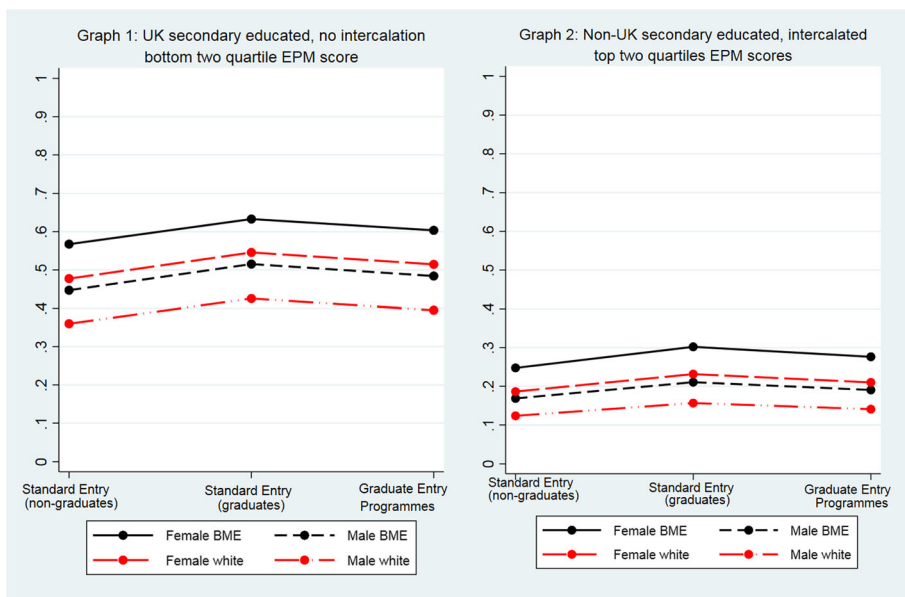 Graph 1: UK secondary educated, no intercalation
bottom two quartile EPM score
1
.9
.8
.7
.6
.5
.4
.3
.2
.1
0
Standard Entry
(non-graduates)
Standard Entry
(graduates)
Graduate Entry
Programmes
Female BME
Male BME
Female white
Male white
Graph 2: Non-UK secondary educated, intercalated
top two quartiles EPM scores
1
.9
.8
.7
.6
.5
.4
.3
.2
.1
0
Standard Entry
(non-graduates)
Standard Entry
(graduates)
Graduate Entry
Programmes
Female BME
Male BME
Female white
Male white